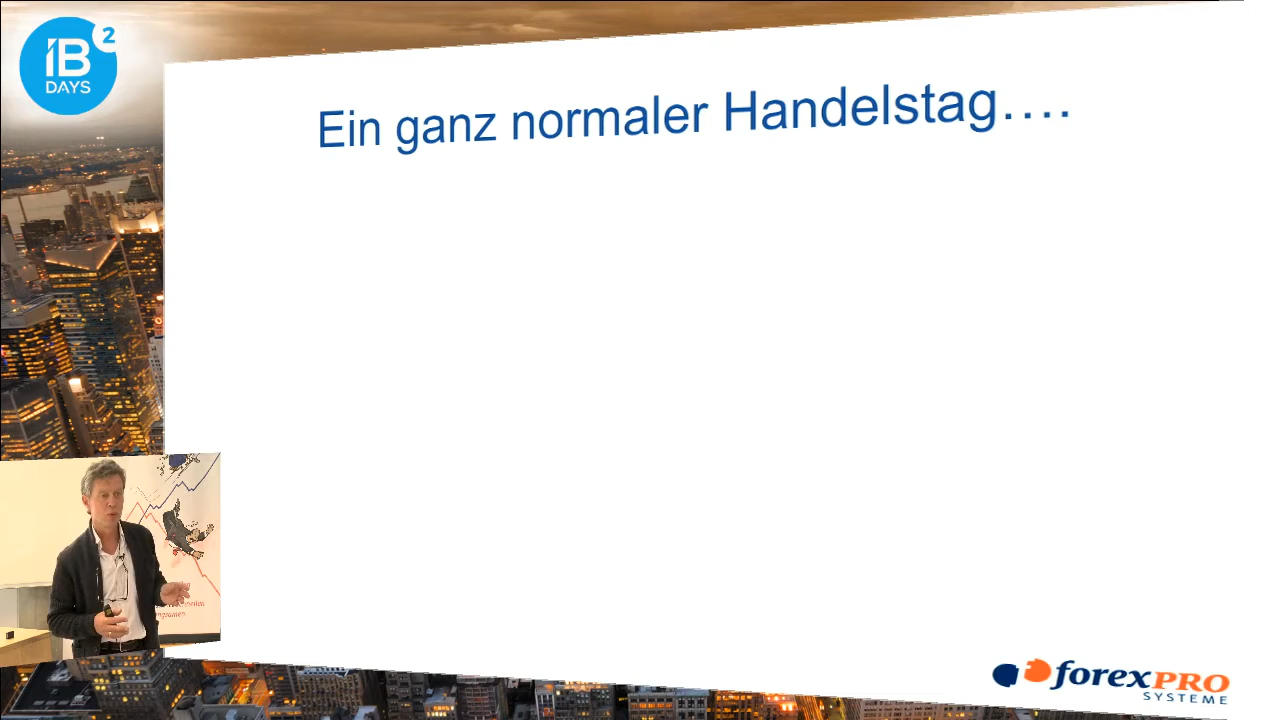 IB 2
DAYS
Ein ganz normaler Handelstag….
forexPRO
SYSTEME